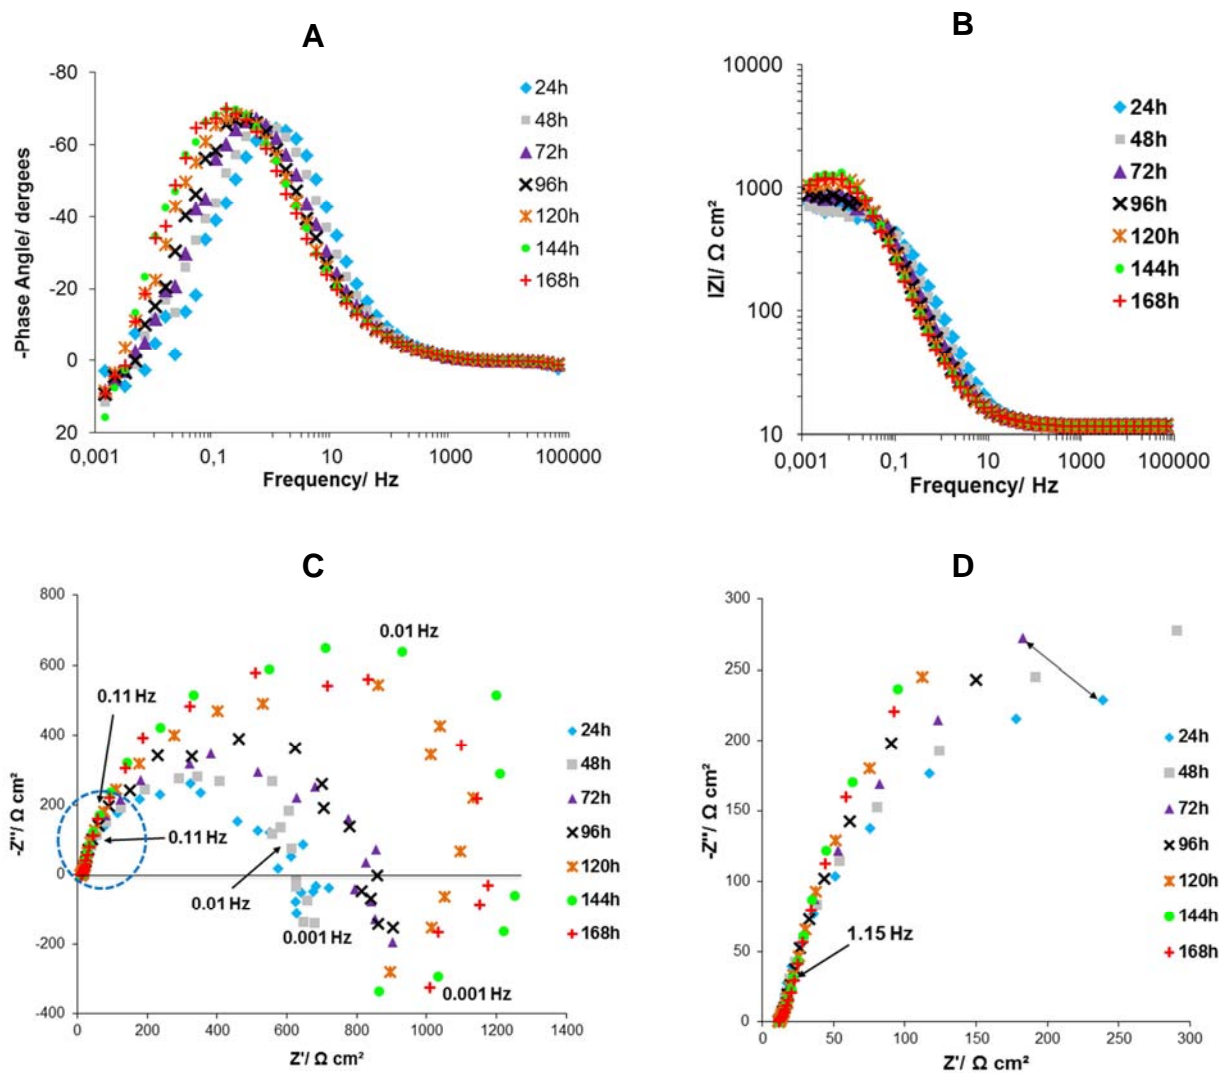 A
-Phase Angle/ dergees
-80
-60
-40
-20
0
20
0,001
0,1
10
1000
100000
Frequency/ Hz
24h
48h
72h
96h
120h
144h
168h
B
IZI/ Ω cm²
10000
1000
100
10
0,001
0,1
10
1000
100000
Frequency/ Hz
24h
48h
72h
96h
120h
144h
168h
C
-Z''/ Ω cm²
800
600
400
200
0
-200
-400
0
200
400
600
800
1000
1200
1400
Z'/ Ω cm²
0.01 Hz
0.11 Hz
0.11 Hz
0.01 Hz
0.001 Hz
0.001 Hz
24h
48h
72h
96h
120h
144h
168h
D
-Z''/ Ω cm²
300
250
200
150
100
50
0
0
50
100
150
200
250
300
Z'/ Ω cm²
1.15 Hz
24h
48h
72h
96h
120h
144h
168h